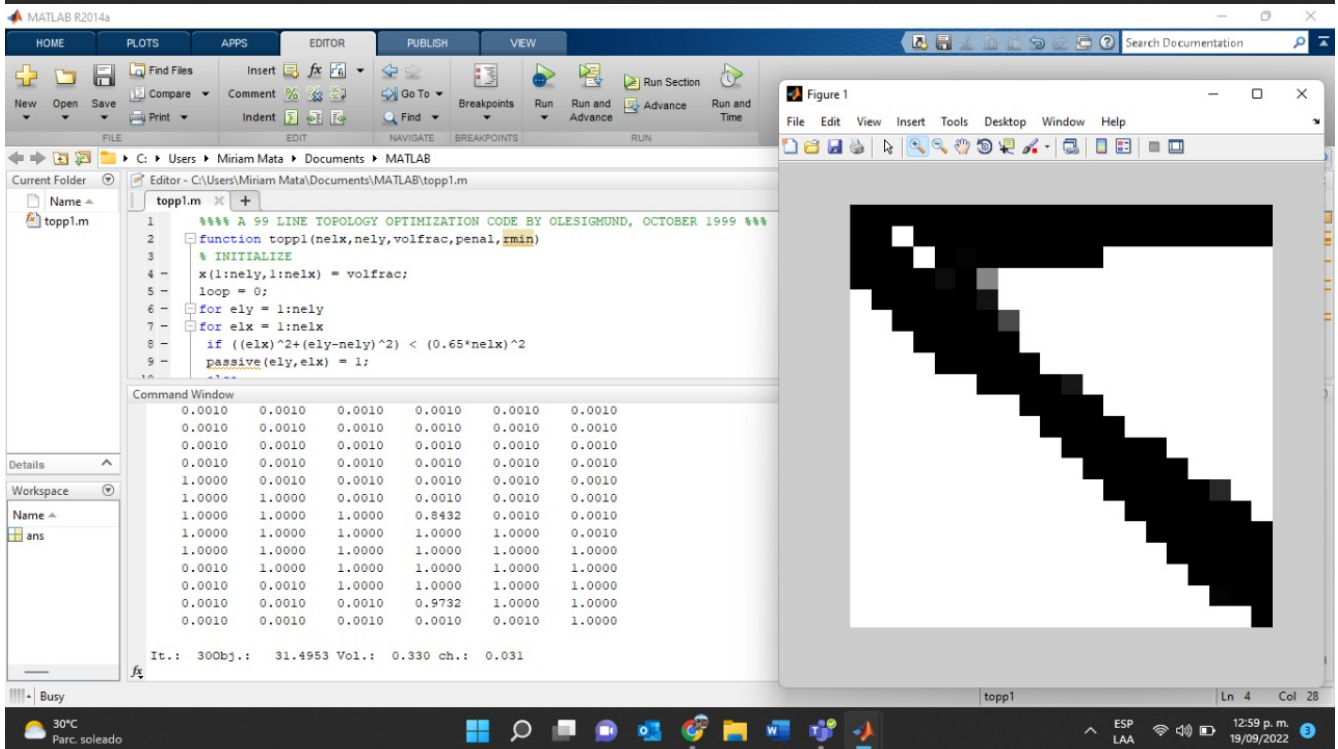 MATLAB R2014a
HOME PLOTS APPS EDITOR PUBLISH VIEW
Search Documentation
New Open Save
Find Files
Compare
Print
Insert
Comment
Indent
fx
Go To
Find
Breakpoints
Run
Run and Advance
Run Section
Advance
Run and Time
FILE EDIT NAVIGATE BREAKPOINTS RUN
C: Users Miriam Mata Documents MATLAB
Current Folder
Name
topp1.m
Details
Workspace
Name
ans
Editor - C:\Users\Miriam Mata\Documents\MATLAB\topp1.m
topp1.m
1 %%%% A 99 LINE TOPOLOGY OPTIMIZATION CODE BY OLESIGMUND, OCTOBER 1999 %%%
2 function topp1(nelx,nely,volfrac,penal,rmin)
3 % INITIALIZE
4 x(1:nely,1:nelx) = volfrac;
5 loop = 0;
6 for ely = 1:nely
7 for elx = 1:nelx
8 if ((elx)^2+(ely-nely)^2) < (0.65*nelx)^2
9 passive(ely,elx) = 1;
Command Window
0.0010 0.0010 0.0010 0.0010 0.0010 0.0010
0.0010 0.0010 0.0010 0.0010 0.0010 0.0010
0.0010 0.0010 0.0010 0.0010 0.0010 0.0010
0.0010 0.0010 0.0010 0.0010 0.0010 0.0010
1.0000 0.0010 0.0010 0.0010 0.0010 0.0010
1.0000 1.0000 0.0010 0.0010 0.0010 0.0010
1.0000 1.0000 1.0000 0.8432 0.0010 0.0010
1.0000 1.0000 1.0000 1.0000 1.0000 0.0010
1.0000 1.0000 1.0000 1.0000 1.0000 1.0000
0.0010 1.0000 1.0000 1.0000 1.0000 1.0000
0.0010 0.0010 1.0000 1.0000 1.0000 1.0000
0.0010 0.0010 0.0010 0.9732 1.0000 1.0000
0.0010 0.0010 0.0010 0.0010 0.0010 1.0000
It.: 30Obj.: 31.4953 Vol.: 0.330 ch.: 0.031
fx
Figure 1
File Edit View Insert Tools Desktop Window Help
Busy
topp1
Ln 4 Col 28
30°C
Parc. soleado
ESP
LAA
12:59 p. m.
19/09/2022
3